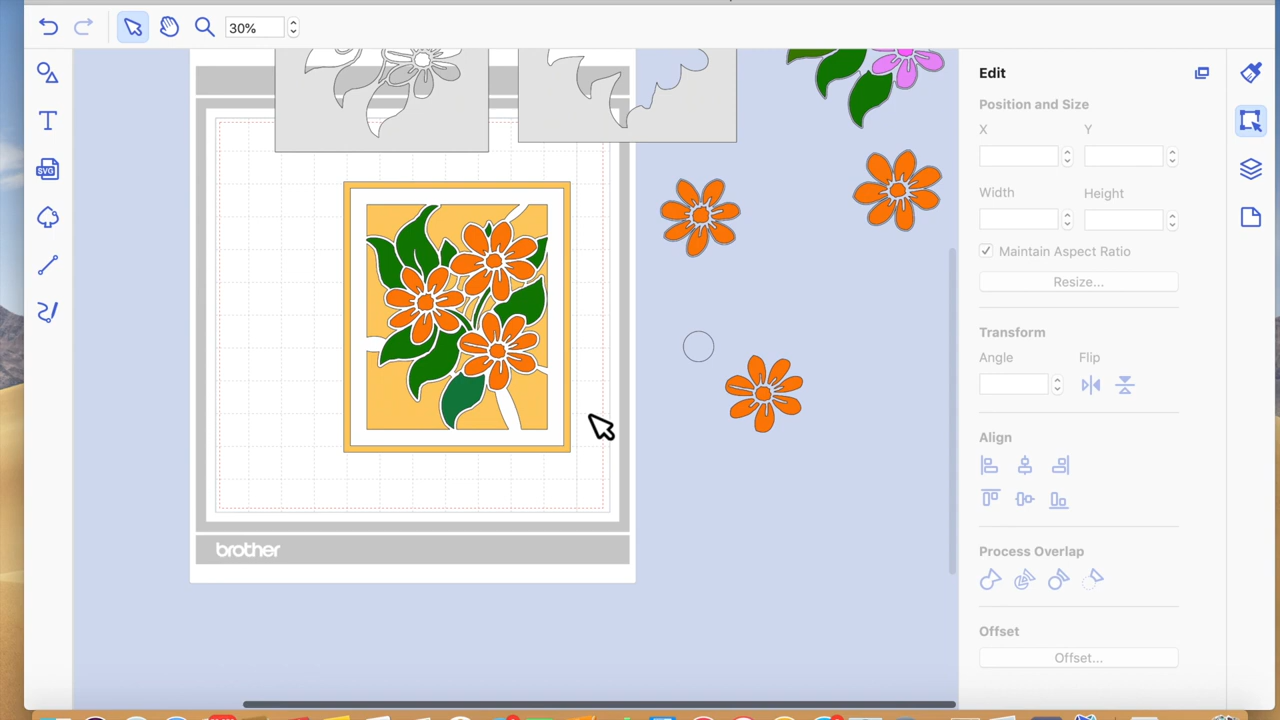 30%
Edit
Position and Size
X Y
Width Height
Maintain Aspect Ratio
Resize...
Transform
Angle Flip
Align
Process Overlap
Offset
Offset...
SVG
brother